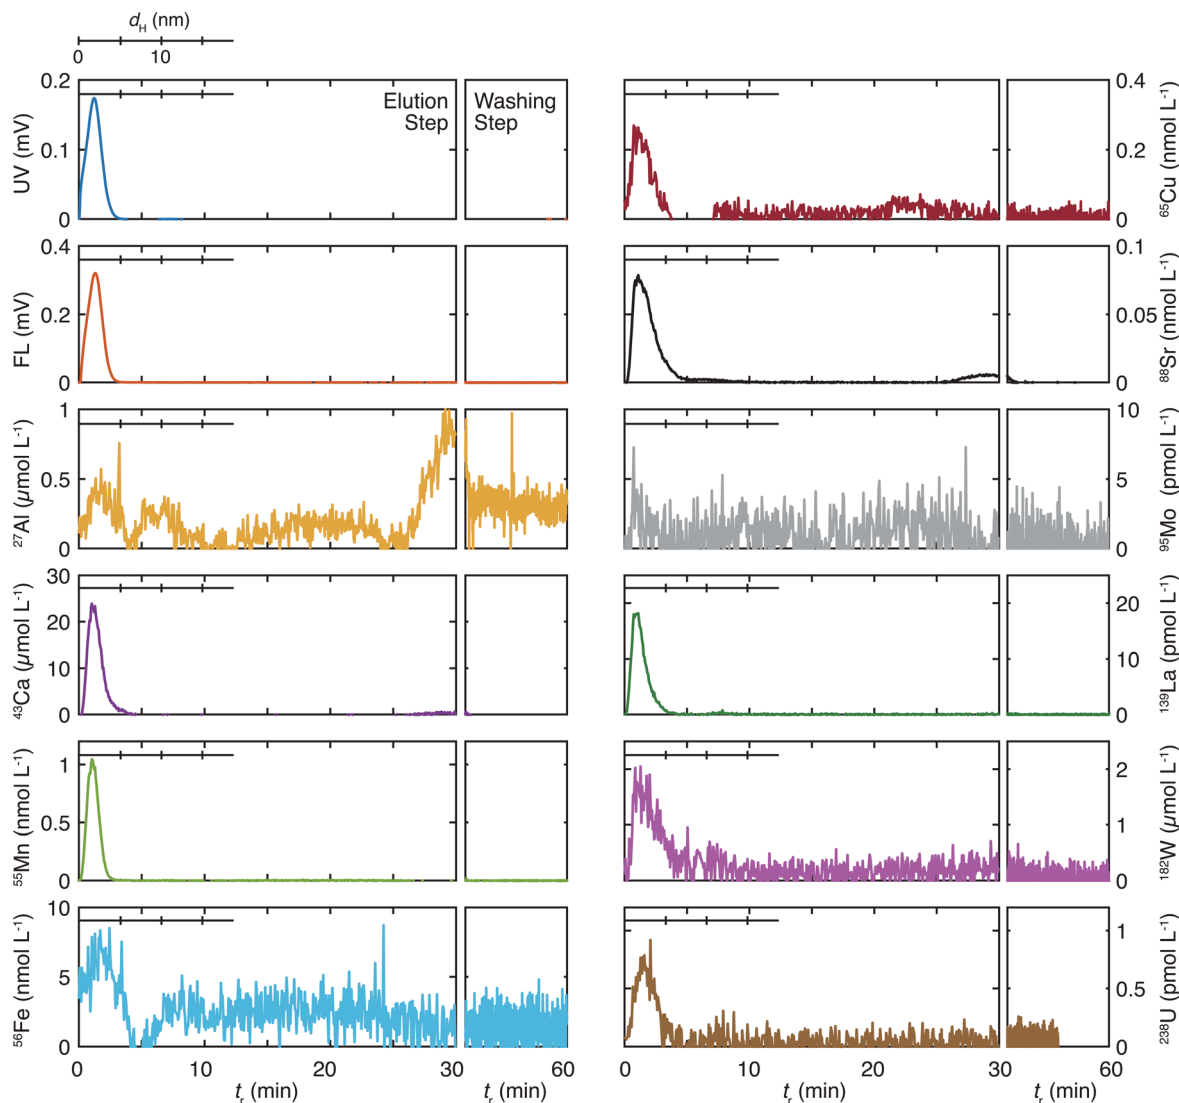 d_H (nm)
0 10
0.2
0.1
0
UV (mV)
Elution
Step
Washing
Step
0.4
0.2
0
⁶⁵Cu (nmol L⁻¹)
0.4
0.2
0
FL (mV)
0.1
0.05
0
⁸⁸Sr (nmol L⁻¹)
1
0.5
0
²⁷Al (µmol L⁻¹)
10
5
0
⁹⁵Mo (pmol L⁻¹)
30
20
10
0
⁴³Ca (µmol L⁻¹)
20
10
0
¹³⁹La (pmol L⁻¹)
1
0.5
0
⁵⁵Mn (nmol L⁻¹)
2
1
0
¹⁸²W (µmol L⁻¹)
10
5
0
⁵⁶Fe (nmol L⁻¹)
1
0.5
0
²³⁸U (pmol L⁻¹)
0 10 20 30 60
t_r (min) t_r (min)
0 10 20 30 60
t_r (min) t_r (min)